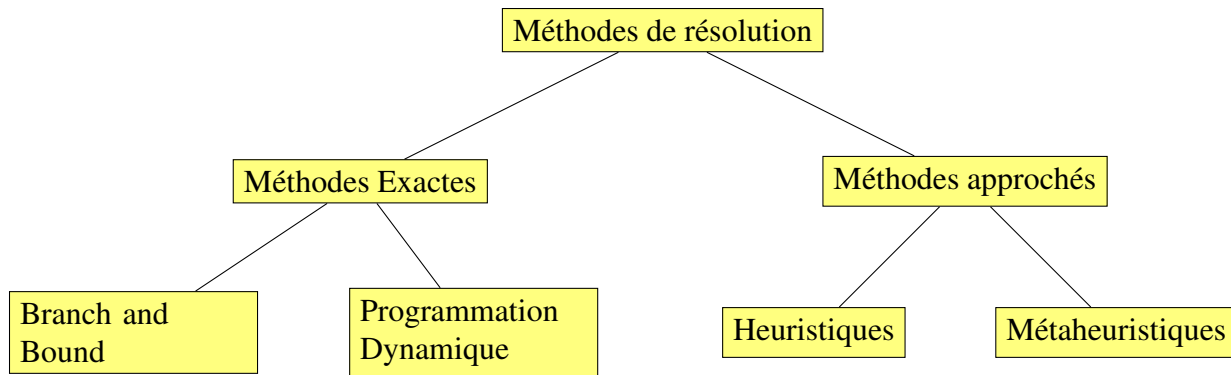 Méthodes de résolution
Méthodes Exactes
Méthodes approchés
Branch and
Bound
Programmation
Dynamique
Heuristiques
Métaheuristiques